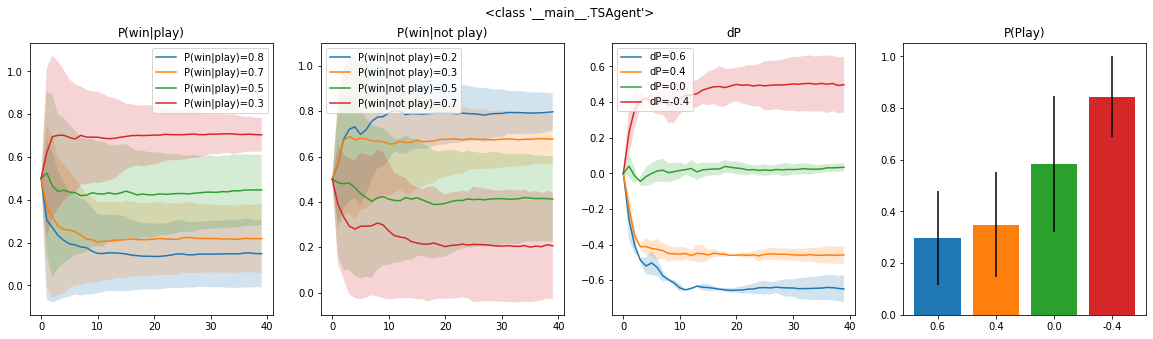 <class '__main__.TSAgent'>
P(win|play)
1.0
0.8
0.6
0.4
0.2
0.0
0
10
20
30
40
P(win|play)=0.8
P(win|play)=0.7
P(win|play)=0.5
P(win|play)=0.3
P(win|not play)
1.0
0.8
0.6
0.4
0.2
0.0
0
10
20
30
40
P(win|not play)=0.2
P(win|not play)=0.3
P(win|not play)=0.5
P(win|not play)=0.7
dP
0.6
0.4
0.2
0.0
−0.2
−0.4
−0.6
0
10
20
30
40
dP=0.6
dP=0.4
dP=0.0
dP=-0.4
P(Play)
1.0
0.8
0.6
0.4
0.2
0.0
0.6
0.4
0.0
-0.4